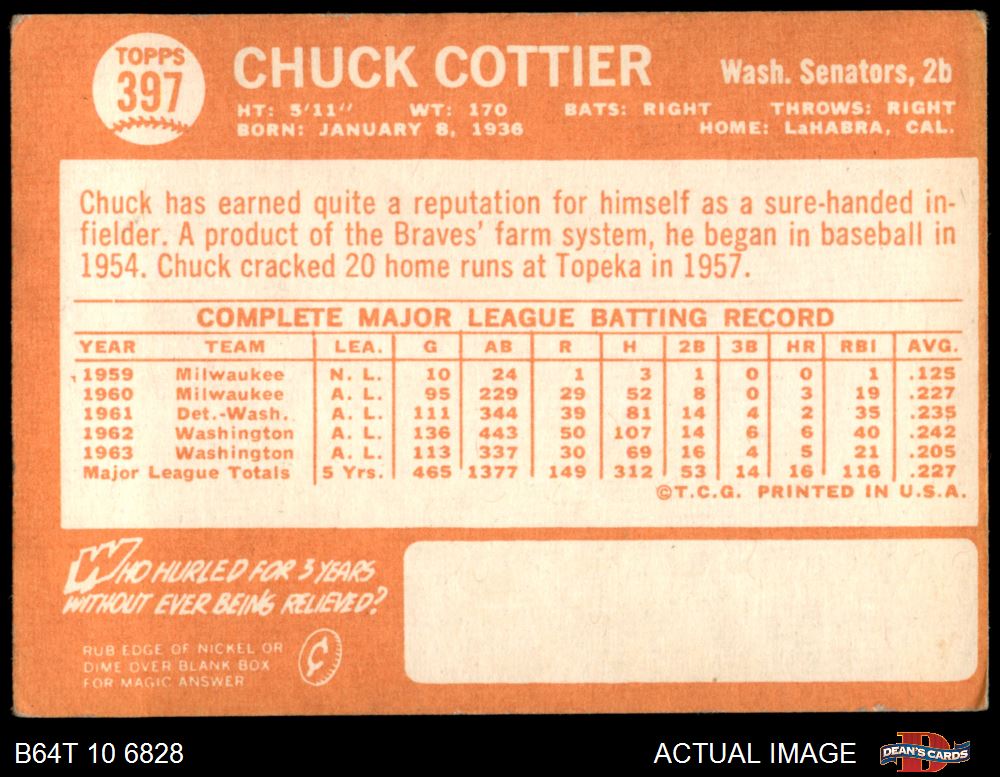 TOPPS
397
CHUCK COTTIER
Wash. Senators, 2b
HT: 5'11" WT: 170 BATS: RIGHT THROWS: RIGHT
BORN: JANUARY 8, 1936 HOME: LaHABRA, CAL.
Chuck has earned quite a reputation for himself as a sure-handed in-
fielder. A product of the Braves' farm system, he began in baseball in
1954. Chuck cracked 20 home runs at Topeka in 1957.
COMPLETE MAJOR LEAGUE BATTING RECORD
YEAR TEAM LEA. G AB R H 2B 3B HR RBI AVG.
1959 Milwaukee N. L. 10 24 1 3 1 0 0 1 .125
1960 Milwaukee A. L. 95 229 29 52 8 0 3 19 .227
1961 Det.-Wash. A. L. 111 344 39 81 14 4 2 35 .235
1962 Washington A. L. 136 443 50 107 14 6 6 40 .242
1963 Washington A. L. 113 337 30 69 16 4 5 21 .205
Major League Totals 5 Yrs. 465 1377 149 312 53 14 16 116 .227
©T.C.G. PRINTED IN U.S.A.
WHO HURLED FOR 3 YEARS
WITHOUT EVER BEING RELIEVED?
RUB EDGE OF NICKEL OR
DIME OVER BLANK BOX
FOR MAGIC ANSWER
¢
B64T 10 6828
ACTUAL IMAGE
D
DEAN'S CARDS